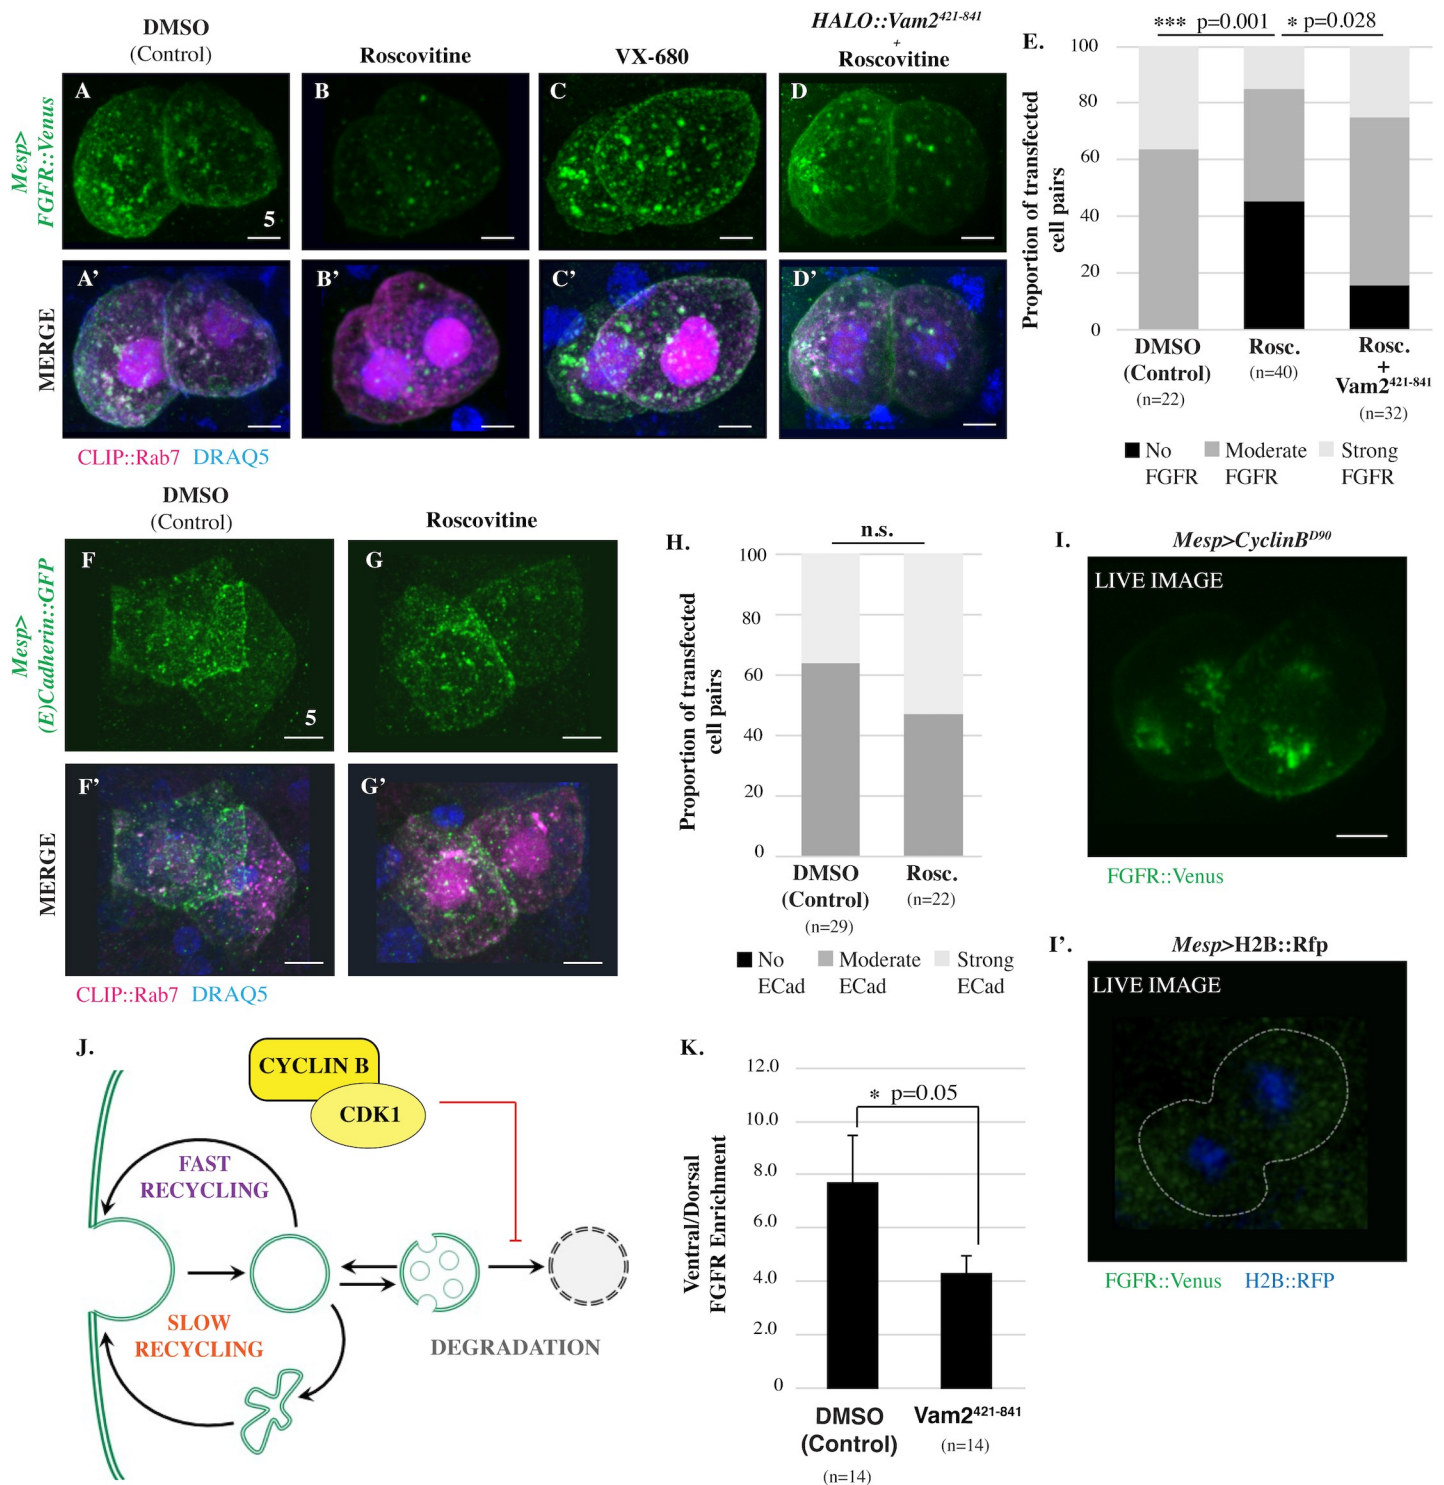 DMSO
(Control)
Roscovitine
VX-680
HALO::Vam2421-841
+
Roscovitine
Mesp>
FGFR::Venus
A
5
B
C
D
MERGE
A’
B’
C’
D’
CLIP::Rab7 DRAQ5
E.
*** p=0.001 * p=0.028
Proportion of transfected
cell pairs
100
80
60
40
20
0
DMSO
(Control)
(n=22)
Rosc.
(n=40)
Rosc.
+
Vam2421-841
(n=32)
No
FGFR
Moderate
FGFR
Strong
FGFR
DMSO
(Control)
Roscovitine
Mesp>
(E)Cadherin::GFP
F
5
G
MERGE
F’
G’
CLIP::Rab7 DRAQ5
H.
n.s.
Proportion of transfected
cell pairs
100
80
60
40
20
0
DMSO
(Control)
(n=29)
Rosc.
(n=22)
No
ECad
Moderate
ECad
Strong
ECad
I.
Mesp>CyclinBD90
LIVE IMAGE
FGFR::Venus
I’.
Mesp>H2B::Rfp
LIVE IMAGE
FGFR::Venus H2B::RFP
J.
CYCLIN B
CDK1
FAST
RECYCLING
SLOW
RECYCLING
DEGRADATION
K.
* p=0.05
Ventral/Dorsal
FGFR Enrichment
12.0
10.0
8.0
6.0
4.0
2.0
0
DMSO
(Control)
(n=14)
Vam2421-841
(n=14)